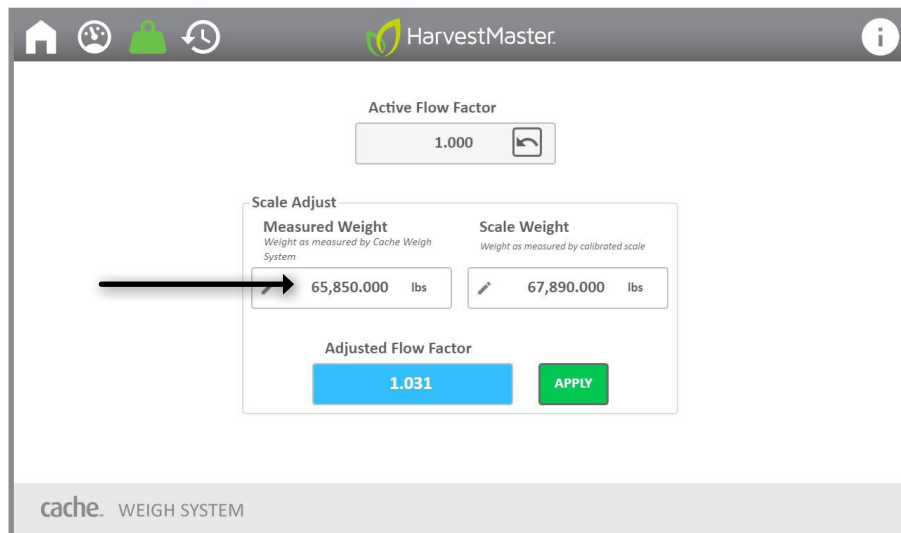 HarvestMaster.
i
Active Flow Factor
1.000
Scale Adjust
Measured Weight
Weight as measured by Cache Weigh
System
65,850.000 lbs
Scale Weight
Weight as measured by calibrated scale
67,890.000 lbs
Adjusted Flow Factor
1.031
APPLY
cache™ WEIGH SYSTEM